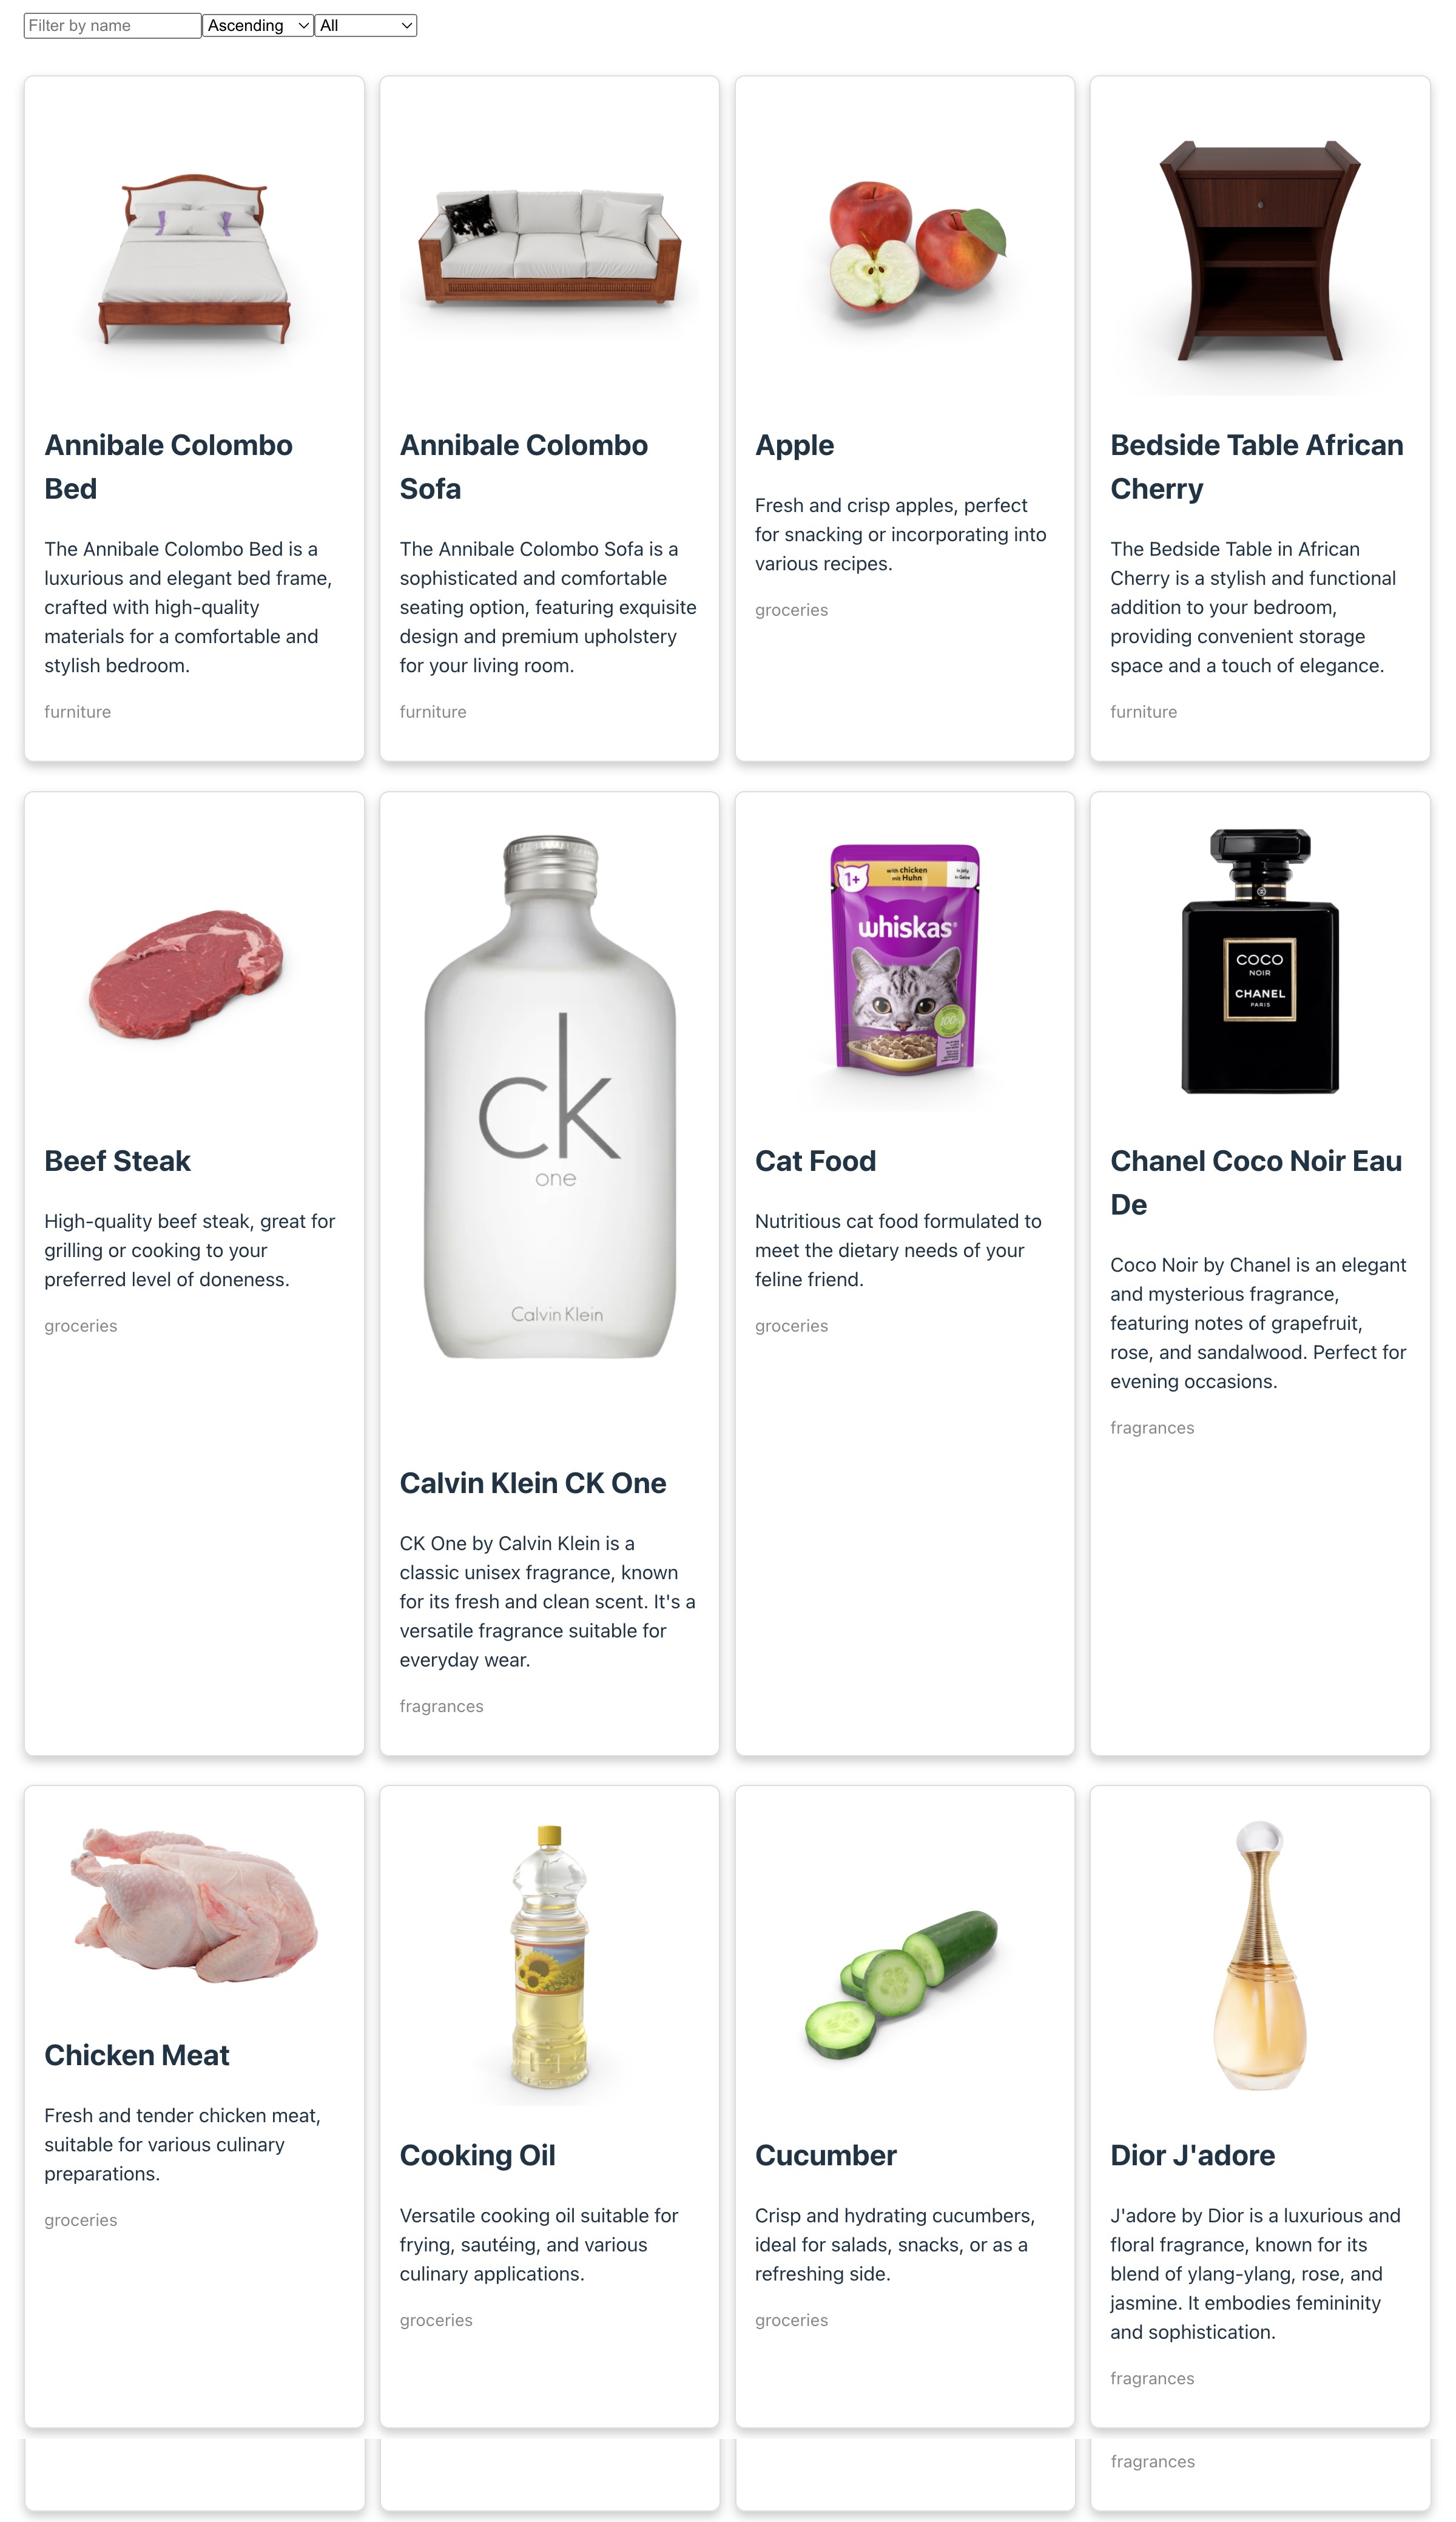 Filter by name
Ascending
All
Annibale Colombo
Bed
The Annibale Colombo Bed is a
luxurious and elegant bed frame,
crafted with high-quality
materials for a comfortable and
stylish bedroom.
furniture
Annibale Colombo
Sofa
The Annibale Colombo Sofa is a
sophisticated and comfortable
seating option, featuring exquisite
design and premium upholstery
for your living room.
furniture
Apple
Fresh and crisp apples, perfect
for snacking or incorporating into
various recipes.
groceries
Bedside Table African
Cherry
The Bedside Table in African
Cherry is a stylish and functional
addition to your bedroom,
providing convenient storage
space and a touch of elegance.
furniture
Beef Steak
High-quality beef steak, great for
grilling or cooking to your
preferred level of doneness.
groceries
ck
one
Calvin Klein
Calvin Klein CK One
CK One by Calvin Klein is a
classic unisex fragrance, known
for its fresh and clean scent. It's a
versatile fragrance suitable for
everyday wear.
fragrances
1+
with chicken
mit Huhn
in Jelly
in Gelee
whiskas®
100%
Cat Food
Nutritious cat food formulated to
meet the dietary needs of your
feline friend.
groceries
COCO
NOIR
CHANEL
PARIS
Chanel Coco Noir Eau
De
Coco Noir by Chanel is an elegant
and mysterious fragrance,
featuring notes of grapefruit,
rose, and sandalwood. Perfect for
evening occasions.
fragrances
Chicken Meat
Fresh and tender chicken meat,
suitable for various culinary
preparations.
groceries
Cooking Oil
Versatile cooking oil suitable for
frying, sautéing, and various
culinary applications.
groceries
Cucumber
Crisp and hydrating cucumbers,
ideal for salads, snacks, or as a
refreshing side.
groceries
Dior J'adore
J'adore by Dior is a luxurious and
floral fragrance, known for its
blend of ylang-ylang, rose, and
jasmine. It embodies femininity
and sophistication.
fragrances
fragrances